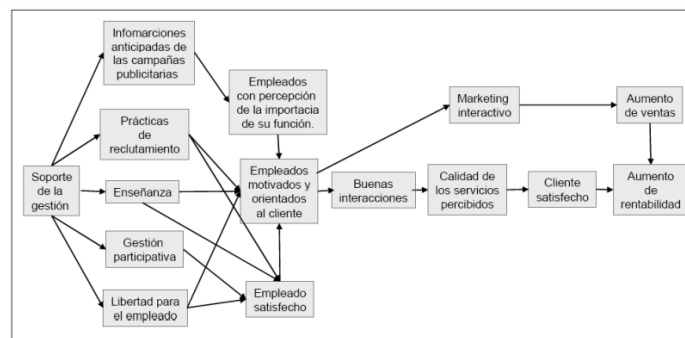 Infomarciones
anticipadas de
las campañas
publicitarias
Empleados
con percepción
de la importacia
de su función.
Marketing
interactivo
Aumento
de ventas
Prácticas
de reclutamiento
Soporte
de la
gestión
Enseñanza
Empleados
motivados y
orientados
al cliente
Buenas
interacciones
Calidad de
los servicios
percibidos
Cliente
satisfecho
Aumento
de
rentabilidad
Gestión
participativa
Libertad para
el empleado
Empleado
satisfecho